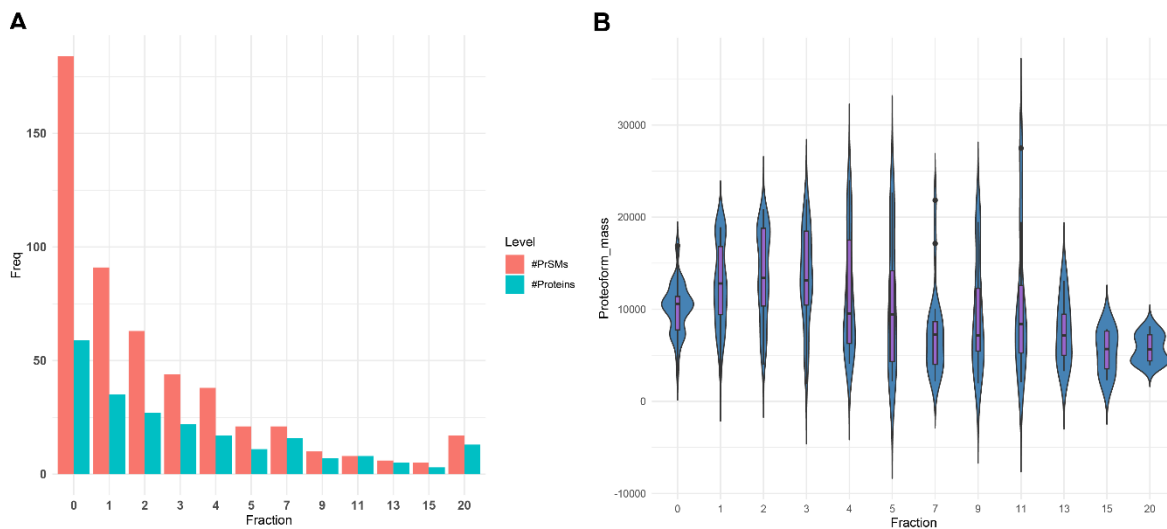 A
Freq
150
100
50
0
0 1 2 3 4 5 7 9 11 13 15 20
Fraction
Level
#PrSMs
#Proteins
B
Proteoform_mass
30000
20000
10000
0
-10000
0 1 2 3 4 5 7 9 11 13 15 20
Fraction